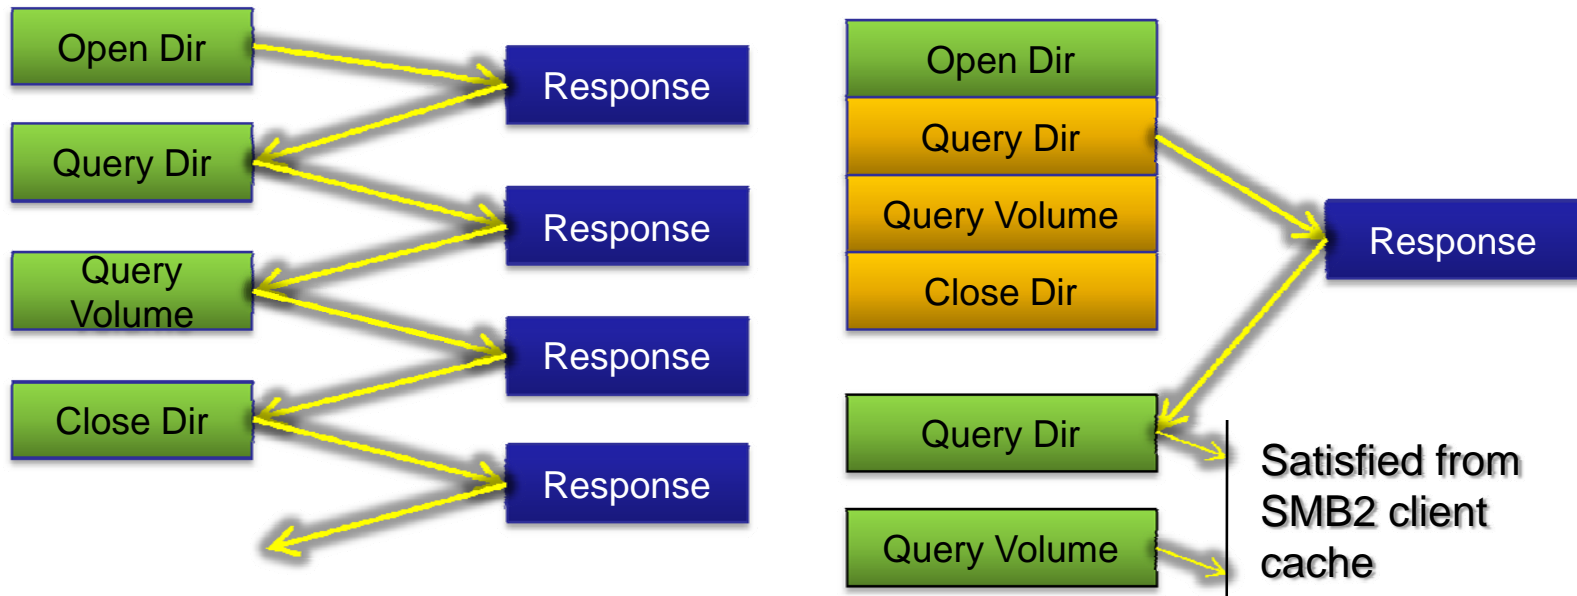 Open Dir
Response
Query Dir
Response
Query
Volume
Response
Close Dir
Response
Open Dir
Query Dir
Query Volume
Close Dir
Response
Query Dir
Query Volume
Satisfied from
SMB2 client
cache